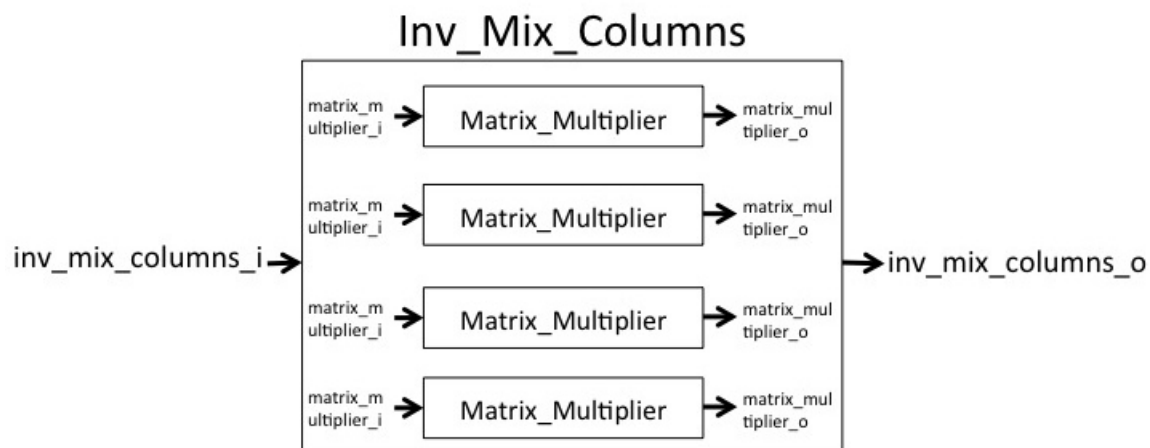 Inv_Mix_Columns
matrix_m
ultiplier_i
Matrix_Multiplier
matrix_mul
tiplier_o
matrix_m
ultiplier_i
Matrix_Multiplier
matrix_mul
tiplier_o
inv_mix_columns_i
inv_mix_columns_o
matrix_m
ultiplier_i
Matrix_Multiplier
matrix_mul
tiplier_o
matrix_m
ultiplier_i
Matrix_Multiplier
matrix_mul
tiplier_o